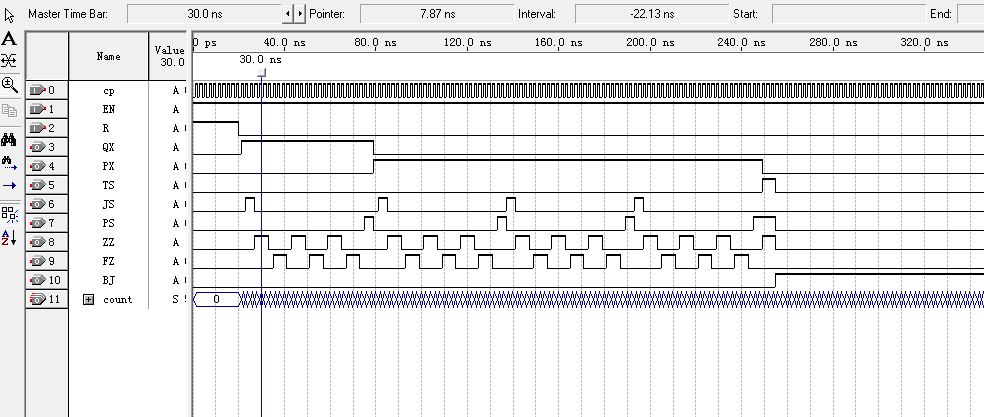 Master Time Bar: 30.0 ns Pointer: 7.87 ns Interval: -22.13 ns Start: End:
Name Value 30.0
0 ps 40.0 ns 80.0 ns 120.0 ns 160.0 ns 200.0 ns 240.0 ns 280.0 ns 320.0 ns
30.0 ns
0 cp A
1 EN A
2 R A
3 QX A
4 PX A
5 TS A
6 JS A
7 PS A
8 ZZ A
9 FZ A
10 BJ A
11 count S 0